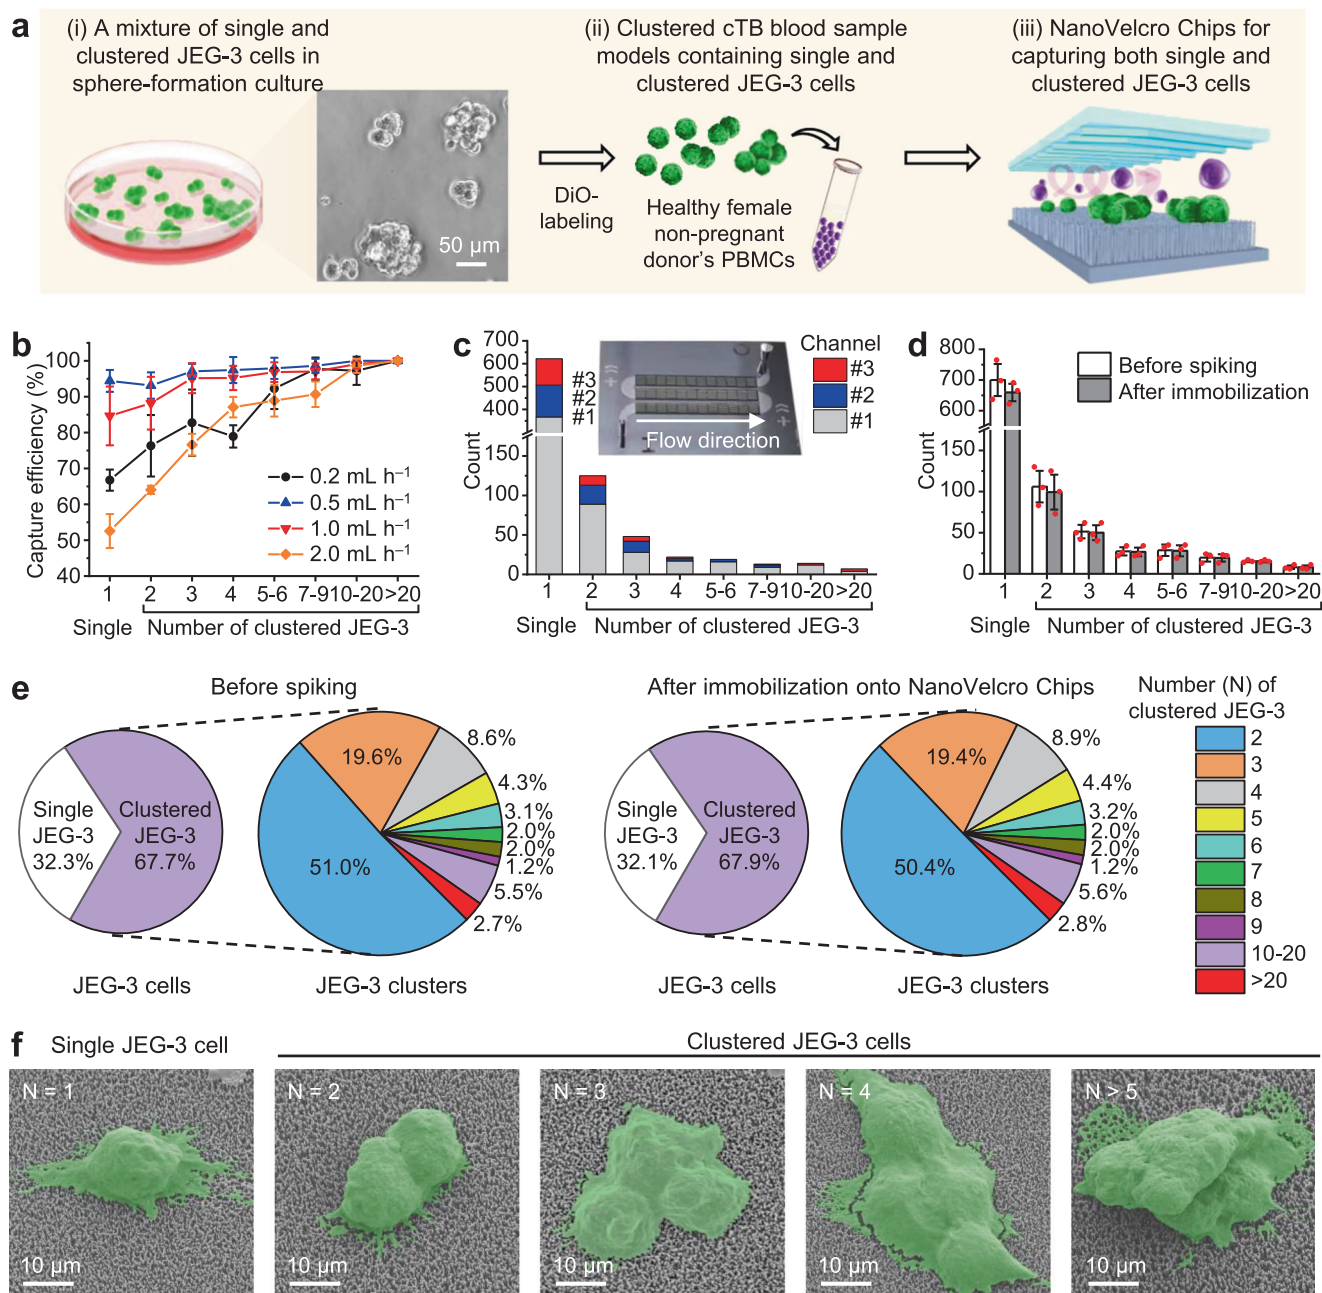 a
(i) A mixture of single and
clustered JEG-3 cells in
sphere-formation culture
50 µm
DiO-
labeling
(ii) Clustered cTB blood sample
models containing single and
clustered JEG-3 cells
Healthy female
non-pregnant
donor's PBMCs
(iii) NanoVelcro Chips for
capturing both single and
clustered JEG-3 cells
b
Capture efficiency (%)
100
90
80
70
60
50
40
0.2 mL h⁻¹
0.5 mL h⁻¹
1.0 mL h⁻¹
2.0 mL h⁻¹
1 2 3 4 5-6 7-9 10-20 >20
Single Number of clustered JEG-3
c
Count
700
600
500
400
300
150
100
50
0
#3
#2
#1
Flow direction
Channel
#3
#2
#1
1 2 3 4 5-6 7-9 10-20 >20
Single Number of clustered JEG-3
d
Count
800
700
600
150
100
50
0
Before spiking
After immobilization
1 2 3 4 5-6 7-9 10-20 >20
Single Number of clustered JEG-3
e
Before spiking
Single
JEG-3
32.3%
Clustered
JEG-3
67.7%
JEG-3 cells
19.6%
8.6%
4.3%
3.1%
2.0%
2.0%
1.2%
5.5%
2.7%
51.0%
JEG-3 clusters
After immobilization onto NanoVelcro Chips
Single
JEG-3
32.1%
Clustered
JEG-3
67.9%
JEG-3 cells
19.4%
8.9%
4.4%
3.2%
2.0%
2.0%
1.2%
5.6%
2.8%
50.4%
JEG-3 clusters
Number (N) of
clustered JEG-3
2
3
4
5
6
7
8
9
10-20
>20
f
Single JEG-3 cell
Clustered JEG-3 cells
N = 1
10 µm
N = 2
10 µm
N = 3
10 µm
N = 4
10 µm
N > 5
10 µm